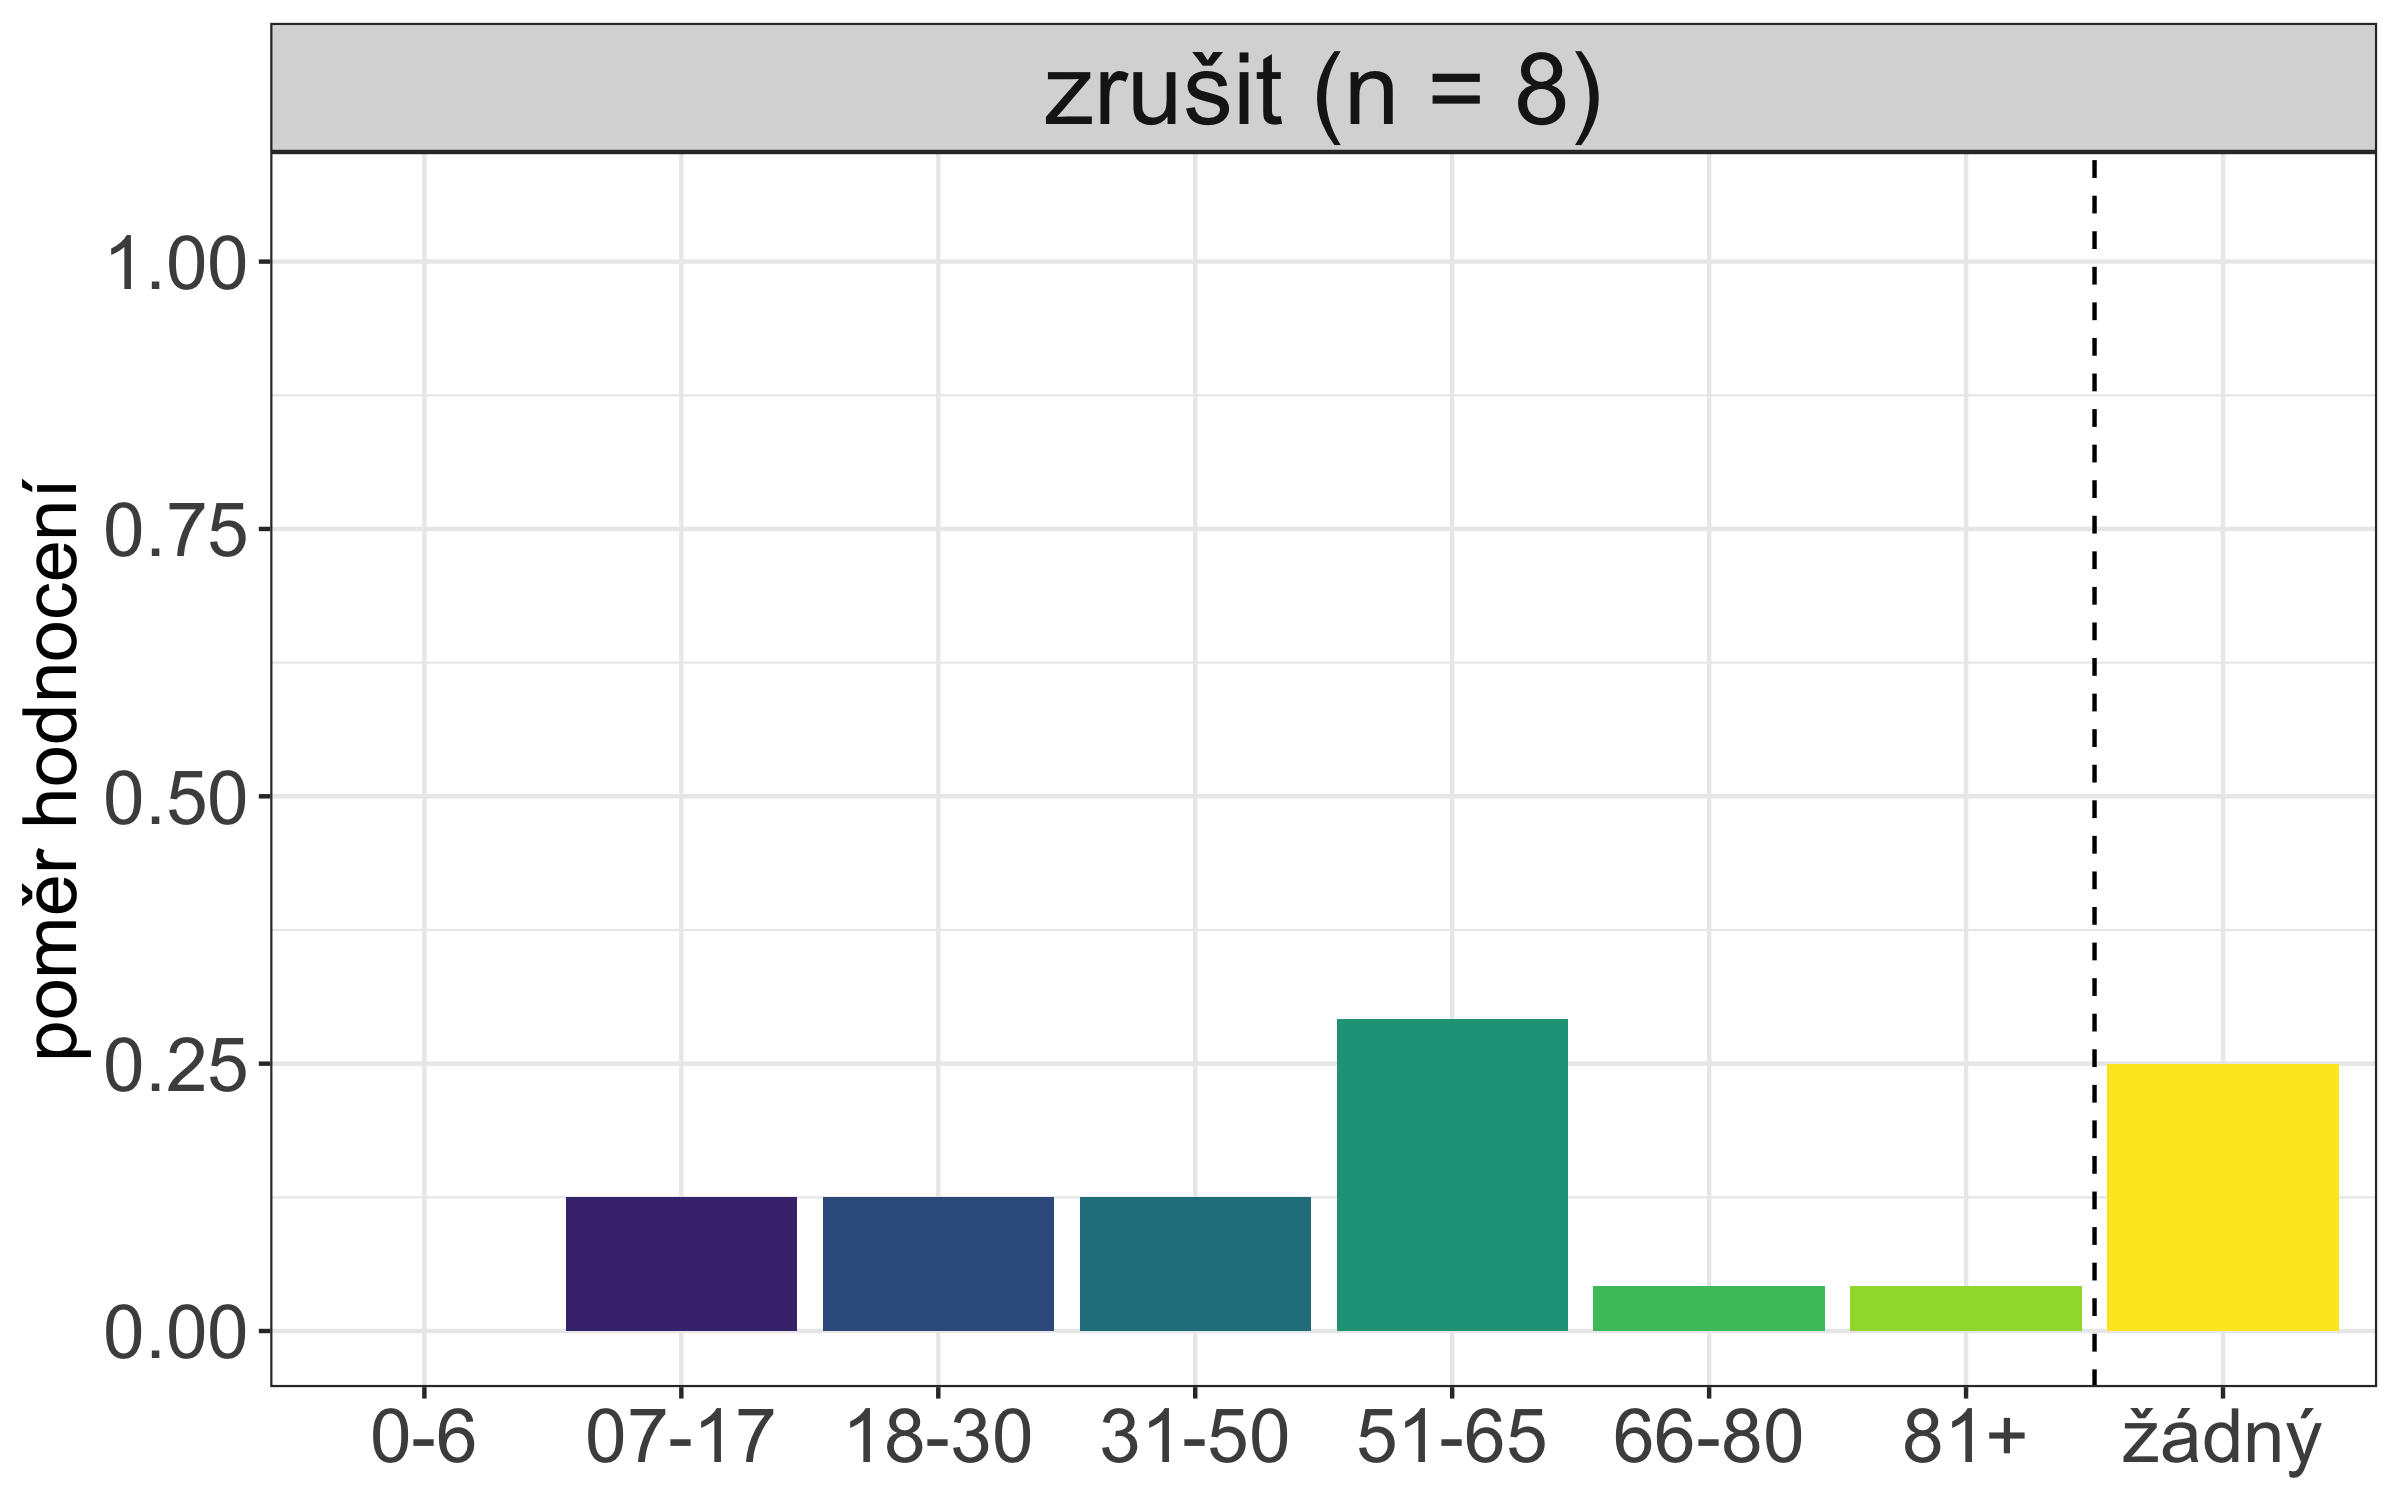 zrušit (n = 8)
poměr hodnocení
1.00
0.75
0.50
0.25
0.00
0-6 07-17 18-30 31-50 51-65 66-80 81+ žádný